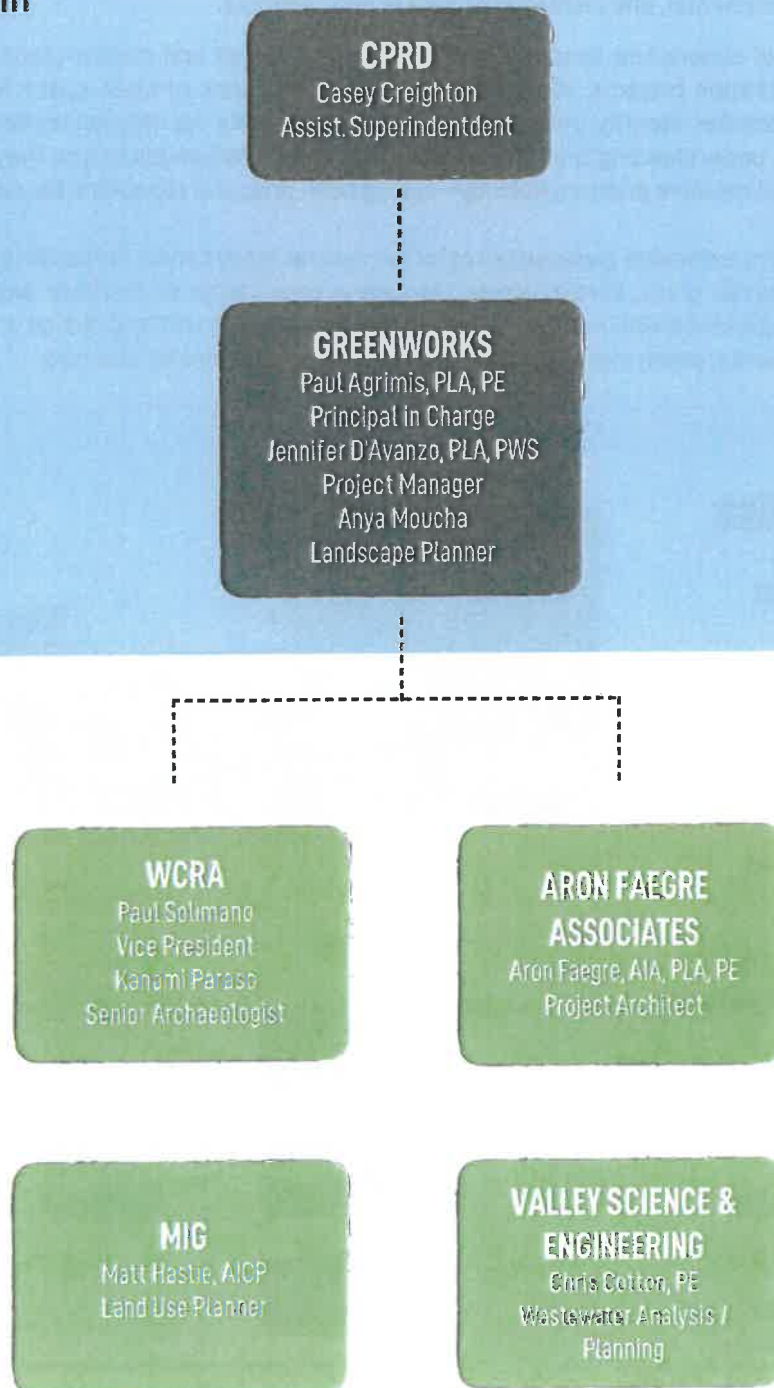 CPRD
Casey Creighton
Assist. Superindentdent
GREENWORKS
Paul Agrimis, PLA, PE
Principal in Charge
Jennifer D'Avanzo, PLA, PWS
Project Manager
Anya Moucha
Landscape Planner
WCRA
Paul Solimano
Vice President
Kanami Paraso
Senior Archaeologist
ARON FAEGRE
ASSOCIATES
Aron Faegre, AIA, PLA, PE
Project Architect
MIG
Matt Hastie, AICP
Land Use Planner
VALLEY SCIENCE &
ENGINEERING
Chris Cotton, PE
Wastewater Analysis /
Planning